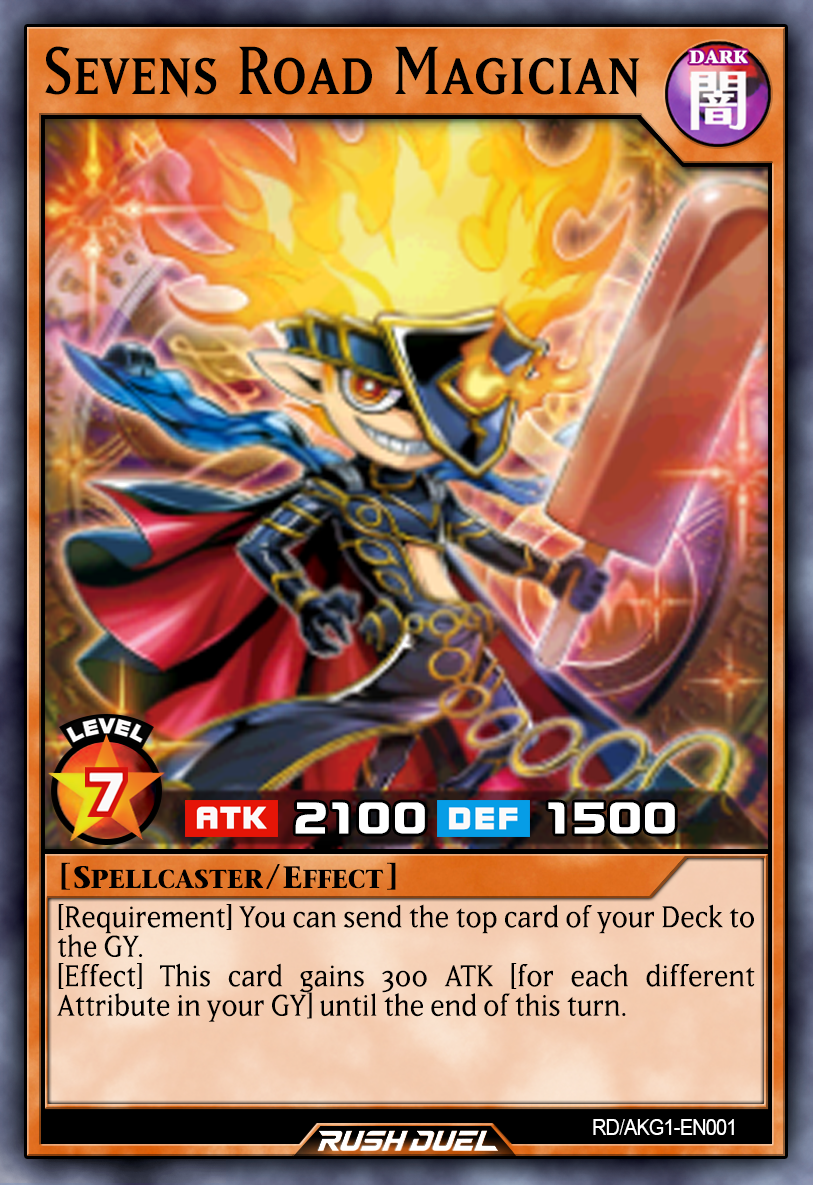 SEVENS ROAD MAGICIAN
DARK
闇
LEVEL
7
ATK 2100 DEF 1500
[SPELLCASTER/EFFECT]
[Requirement] You can send the top card of your Deck to
the GY.
[Effect] This card gains 300 ATK [for each different
Attribute in your GY] until the end of this turn.
RUSH DUEL
RD/AKG1-EN001